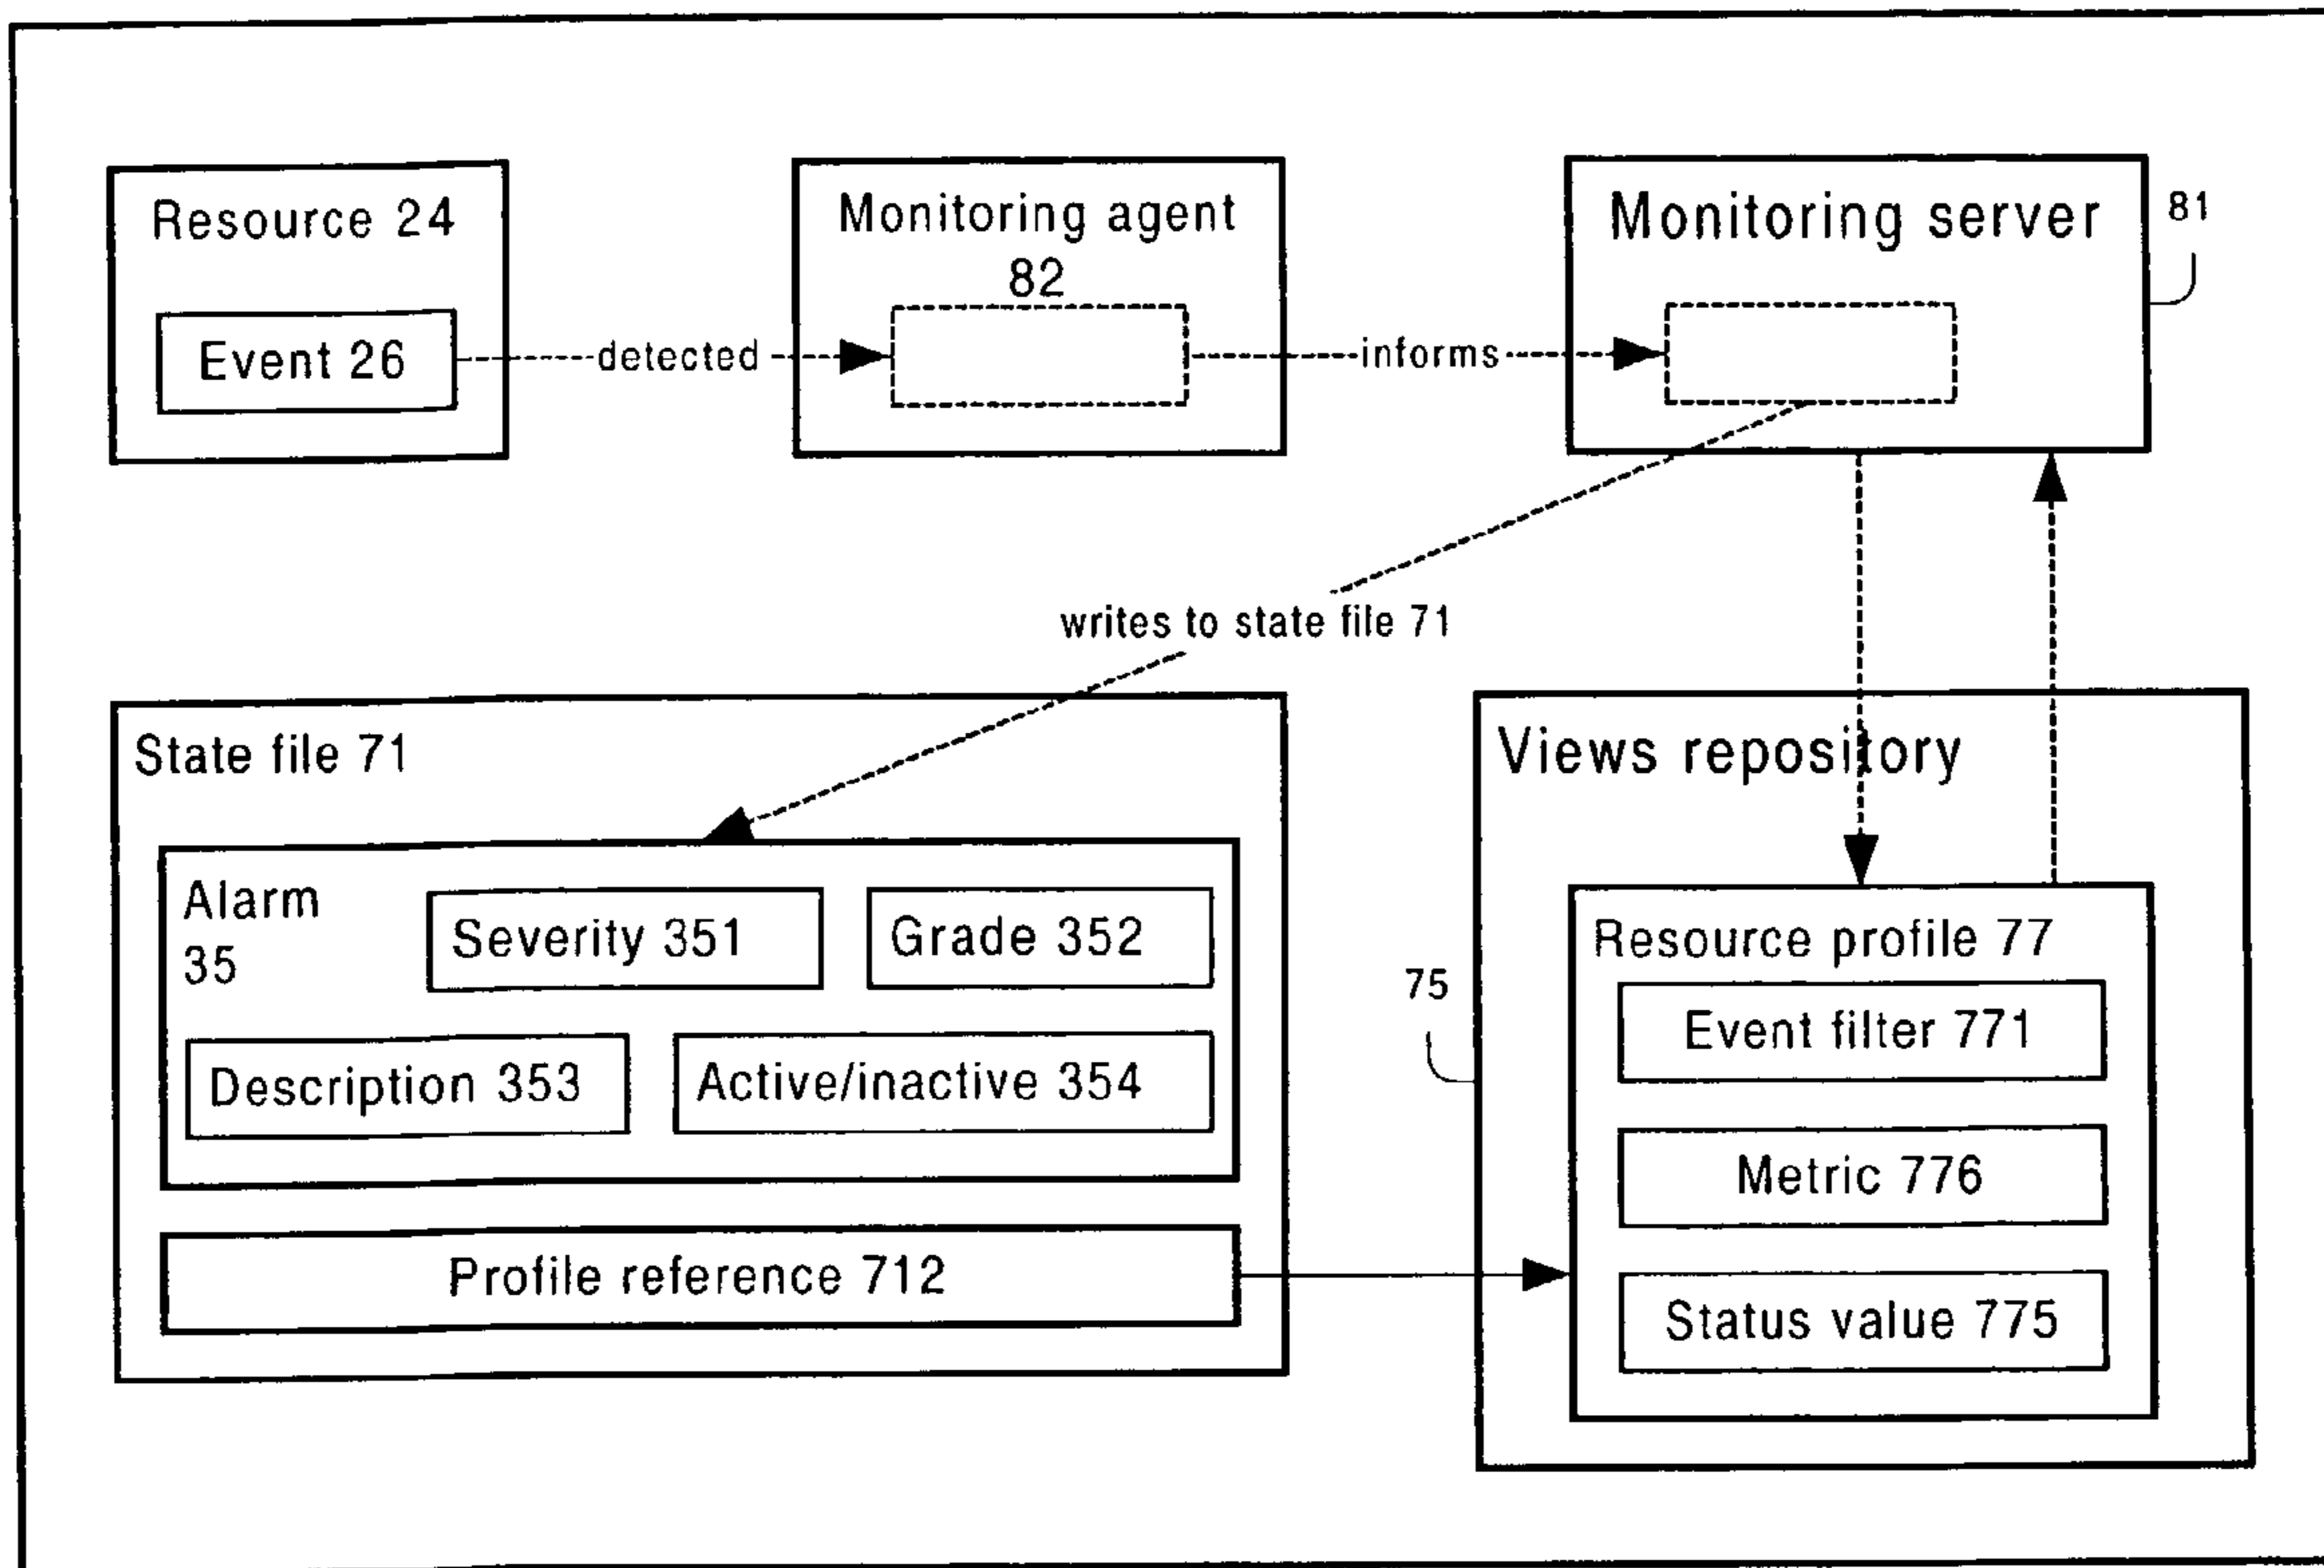 Resource 24
Event 26
detected
Monitoring agent
82
informs
Monitoring server
81
writes to state file 71
State file 71
Alarm
35
Severity 351
Grade 352
Description 353
Active/inactive 354
Profile reference 712
Views repository
75
Resource profile 77
Event filter 771
Metric 776
Status value 775